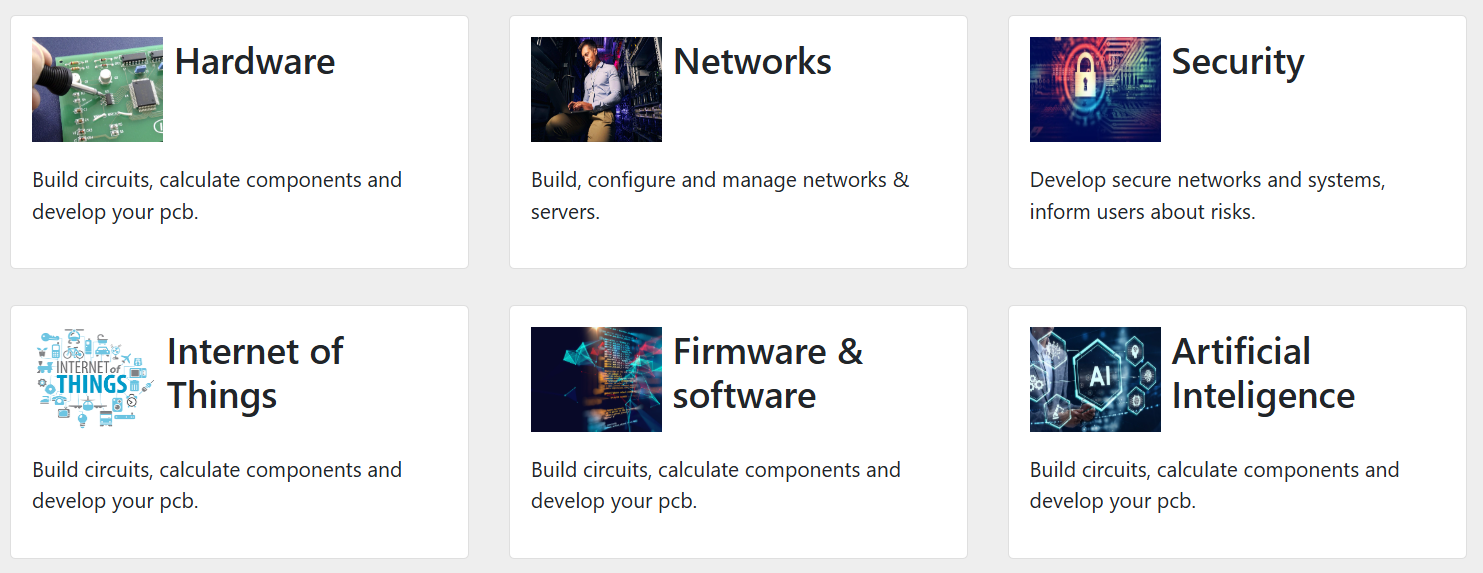 Hardware
Build circuits, calculate components and
develop your pcb.
Networks
Build, configure and manage networks &
servers.
Security
Develop secure networks and systems,
inform users about risks.
INTERNET of
THINGS
Internet of
Things
Build circuits, calculate components and
develop your pcb.
Firmware &
software
Build circuits, calculate components and
develop your pcb.
AI
Artificial
Inteligence
Build circuits, calculate components and
develop your pcb.